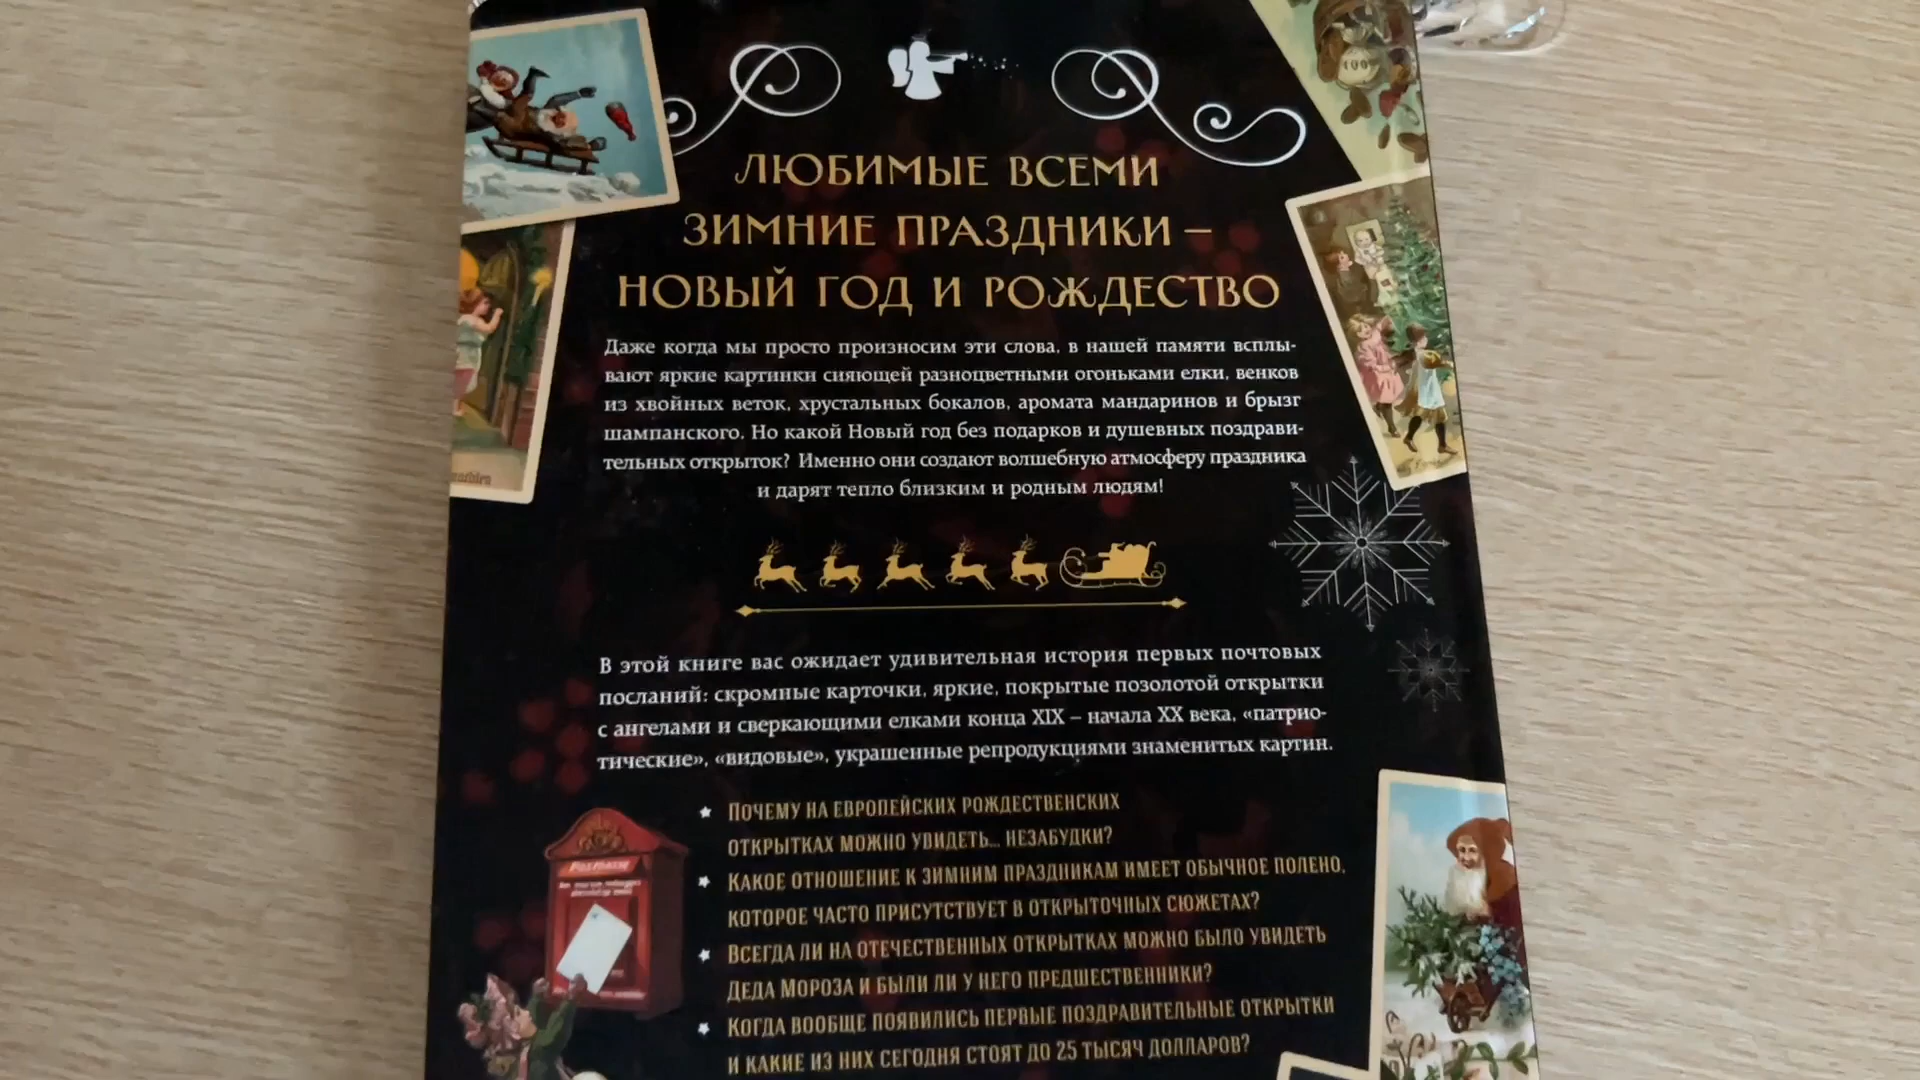 ЛЮБИМЫЕ ВСЕМИ
ЗИМНИЕ ПРАЗДНИКИ –
НОВЫЙ ГОД И РОЖДЕСТВО
Даже когда мы просто произносим эти слова, в нашей памяти всплы-
вают яркие картинки сияющей разноцветными огоньками елки, венков
из хвойных веток, хрустальных бокалов, аромата мандаринов и брызг
шампанского. Но какой Новый год без подарков и душевных поздрави-
тельных открыток? Именно они создают волшебную атмосферу праздника
и дарят тепло близким и родным людям!
В этой книге вас ожидает удивительная история первых почтовых
посланий: скромные карточки, яркие, покрытые позолотой открытки
с ангелами и сверкающими елками конца XIX – начала XX века, «патрио-
тические», «видовые», украшенные репродукциями знаменитых картин.
ПОЧЕМУ НА ЕВРОПЕЙСКИХ РОЖДЕСТВЕНСКИХ
ОТКРЫТКАХ МОЖНО УВИДЕТЬ... НЕЗАБУДКИ?
КАКОЕ ОТНОШЕНИЕ К ЗИМНИМ ПРАЗДНИКАМ ИМЕЕТ ОБЫЧНОЕ ПОЛЕНО,
КОТОРОЕ ЧАСТО ПРИСУТСТВУЕТ В ОТКРЫТОЧНЫХ СЮЖЕТАХ?
ВСЕГДА ЛИ НА ОТЕЧЕСТВЕННЫХ ОТКРЫТКАХ МОЖНО БЫЛО УВИДЕТЬ
ДЕДА МОРОЗА И БЫЛИ ЛИ У НЕГО ПРЕДШЕСТВЕННИКИ?
КОГДА ВООБЩЕ ПОЯВИЛИСЬ ПЕРВЫЕ ПОЗДРАВИТЕЛЬНЫЕ ОТКРЫТКИ
И КАКИЕ ИЗ НИХ СЕГОДНЯ СТОЯТ ДО 25 ТЫСЯЧ ДОЛЛАРОВ?